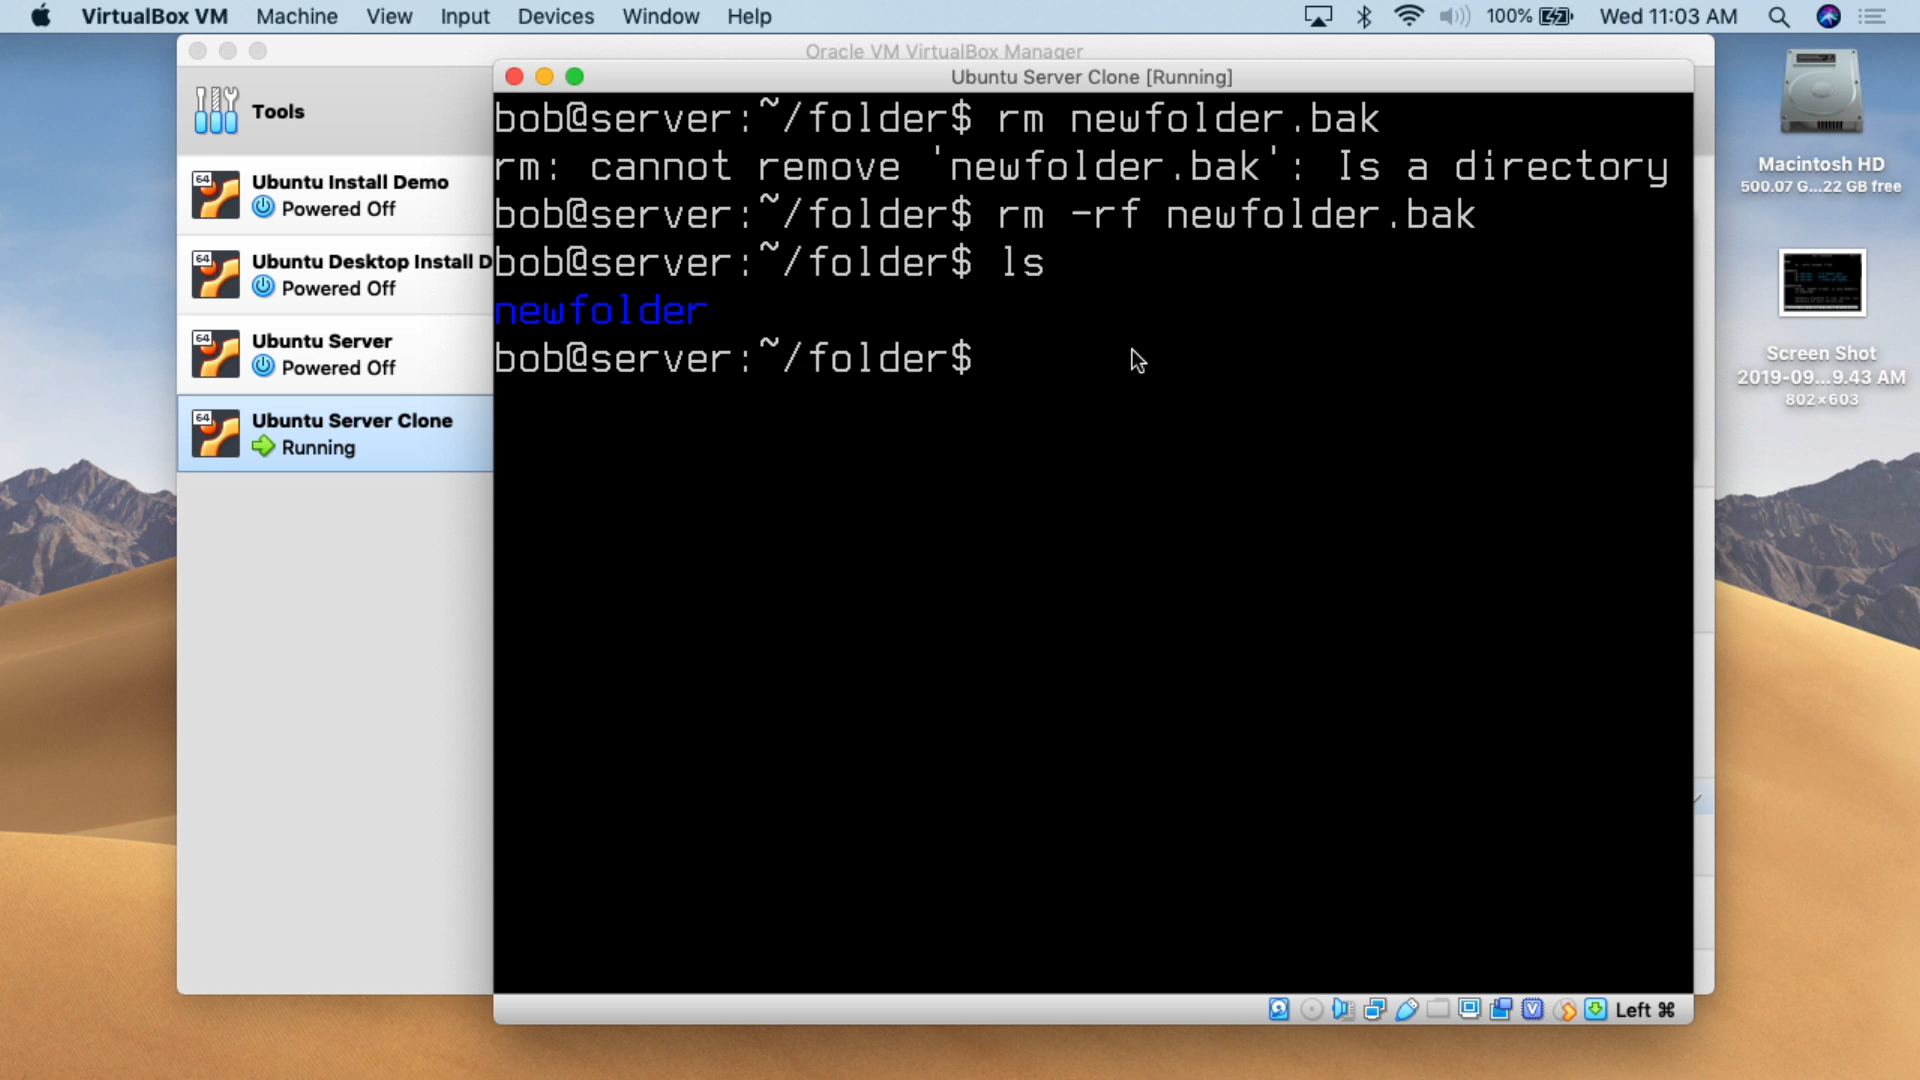 VirtualBox VM Machine View Input Devices Window Help 100% Wed 11:03 AM
Oracle VM VirtualBox Manager
Tools
64
Ubuntu Install Demo
Powered Off
64
Ubuntu Desktop Install D
Powered Off
64
Ubuntu Server
Powered Off
64
Ubuntu Server Clone
Running
Ubuntu Server Clone [Running]
bob@server:~/folder$ rm newfolder.bak
rm: cannot remove 'newfolder.bak': Is a directory
bob@server:~/folder$ rm -rf newfolder.bak
bob@server:~/folder$ ls
newfolder
bob@server:~/folder$
Left ⌘
Macintosh HD
500.07 G...22 GB free
Screen Shot
2019-09...9.43 AM
802×603